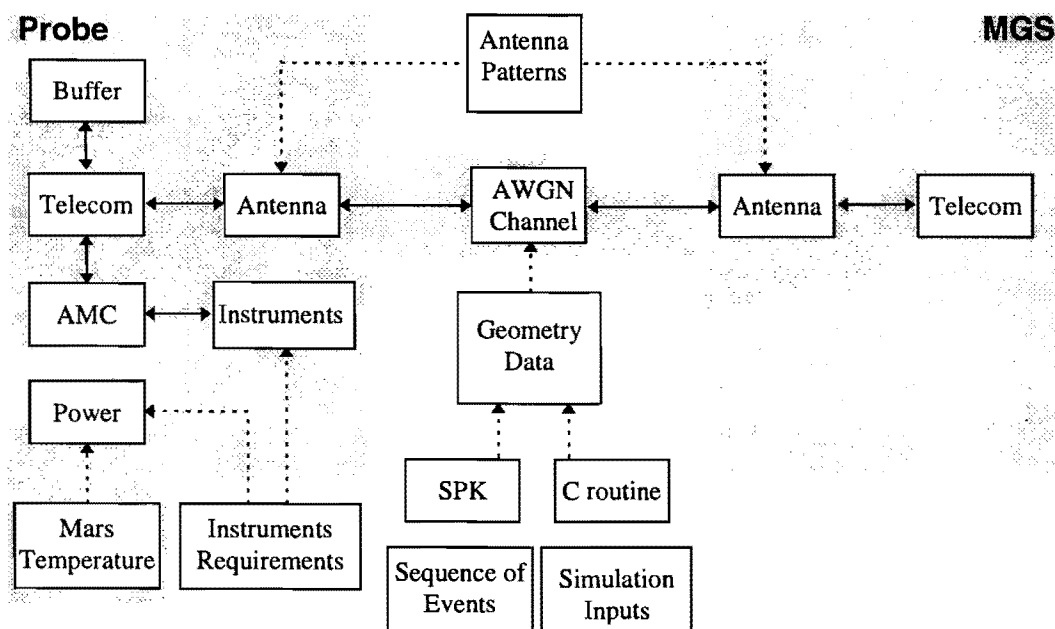 Probe
MGS
Antenna
Patterns
Buffer
Telecom
Antenna
AWGN
Channel
Antenna
Telecom
AMC
Instruments
Geometry
Data
Power
SPK
C routine
Mars
Temperature
Instruments
Requirements
Sequence of
Events
Simulation
Inputs